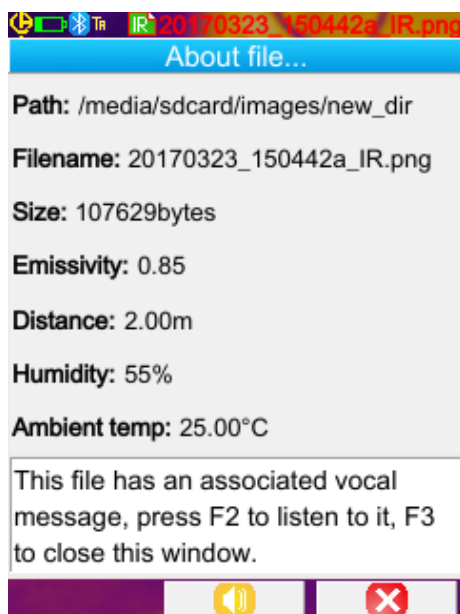 TA IR 20170323_150442a_IR.png
About file...
Path: /media/sdcard/images/new_dir
Filename: 20170323_150442a_IR.png
Size: 107629bytes
Emissivity: 0.85
Distance: 2.00m
Humidity: 55%
Ambient temp: 25.00°C
This file has an associated vocal
message, press F2 to listen to it, F3
to close this window.